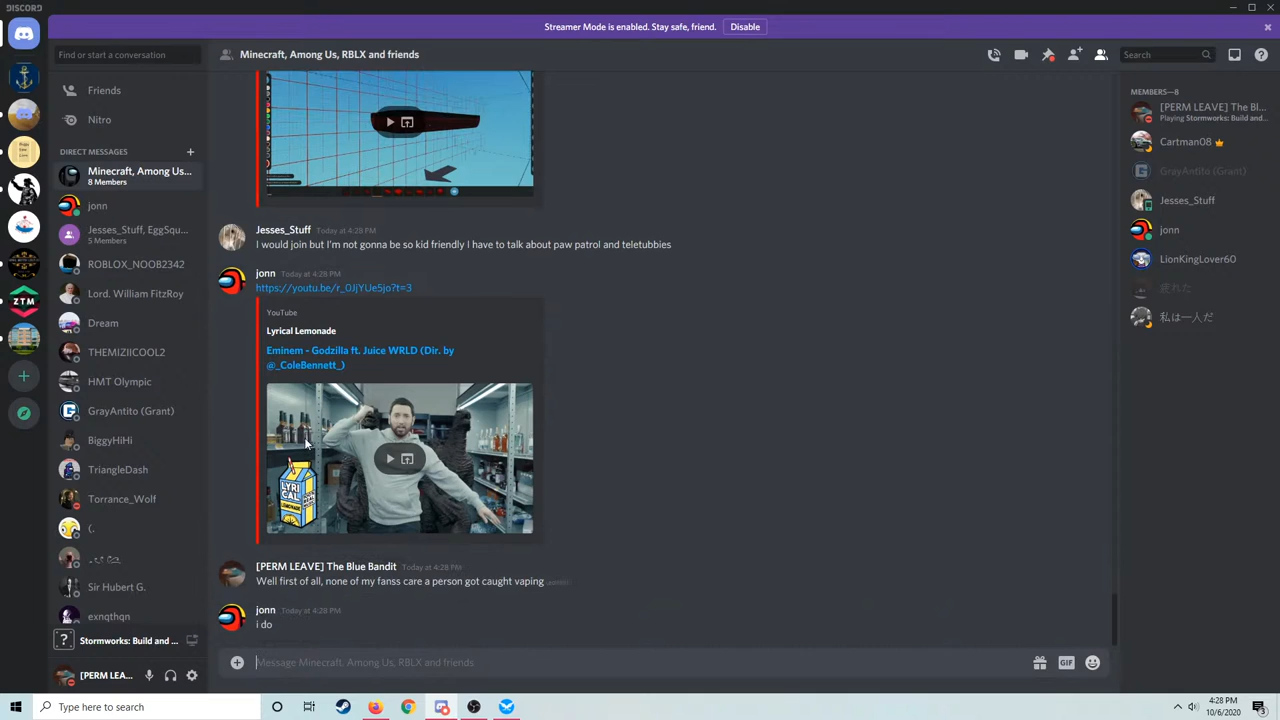 DISCORD
Streamer Mode is enabled. Stay safe, friend.
Disable
Find or start a conversation
Minecraft, Among Us, RBLX and friends
Search
Friends
Nitro
DIRECT MESSAGES
Minecraft, Among Us...
8 Members
jonn
Jesses_Stuff, EggSqu...
5 Members
ROBLOX_NOOB2342
Lord. William FitzRoy
Dream
THEMIZIICOOL2
HMT Olympic
GrayAntito (Grant)
BiggyHiHi
TriangleDash
Torrance_Wolf
(.
Sir Hubert G.
exnqthqn
Stormworks: Build and ...
[PERM LEA...
ZTM
Jesses_Stuff Today at 4:28 PM
I would join but I'm not gonna be so kid friendly I have to talk about paw patrol and teletubbies
jonn Today at 4:28 PM
https://youtu.be/r_0JjYUe5jo?t=3
YouTube
Lyrical Lemonade
Eminem - Godzilla ft. Juice WRLD (Dir. by
@_ColeBennett_)
LYRI
CAL
LEMONADE
[PERM LEAVE] The Blue Bandit Today at 4:28 PM
Well first of all, none of my fanss care a person got caught vaping (edited)
jonn Today at 4:28 PM
i do
Message Minecraft, Among Us, RBLX and friends
GIF
MEMBERS—8
[PERM LEAVE] The Bl...
Playing Stormworks: Build and...
Cartman08
GrayAntito (Grant)
Jesses_Stuff
jonn
LionKingLover60
疲れた
私は一人だ
Type here to search
4:28 PM
10/6/2020
3